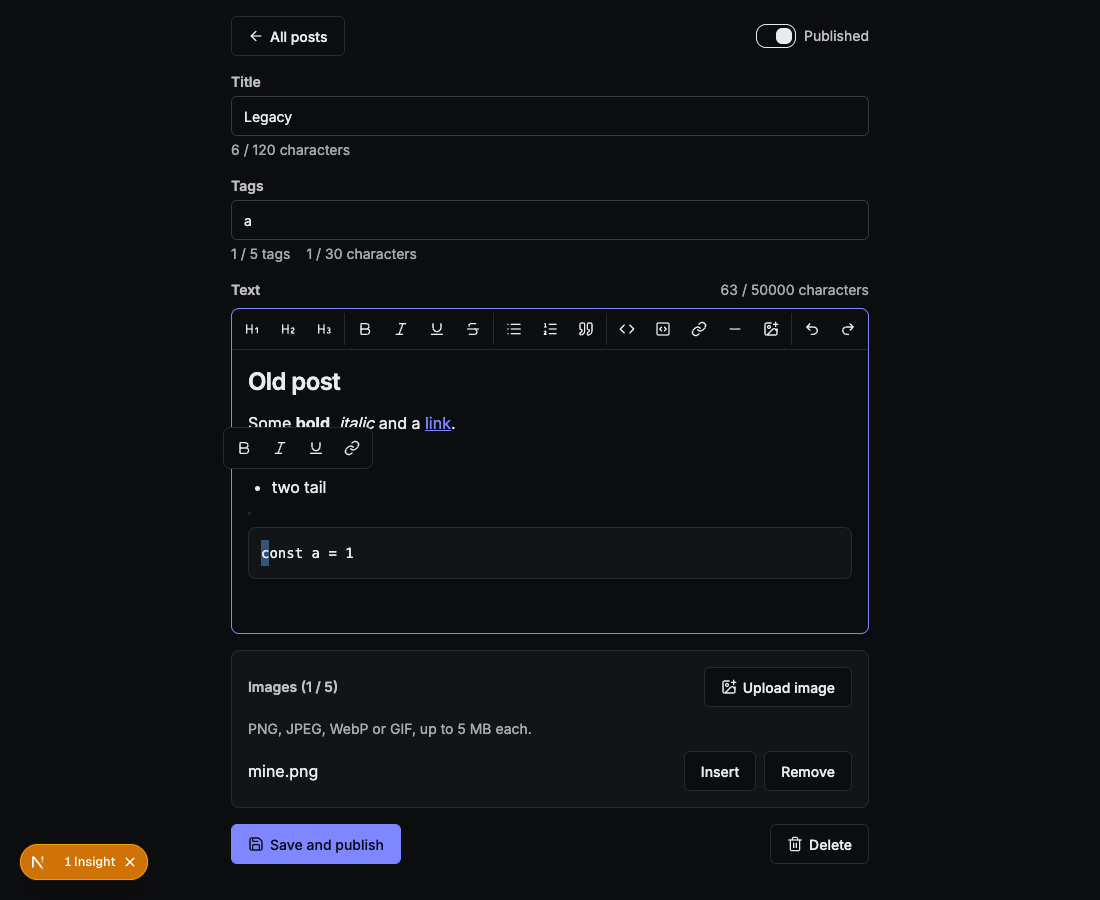 All posts
Published
Title
Legacy
6 / 120 characters
Tags
a
1 / 5 tags 1 / 30 characters
Text 63 / 50000 characters
H1 H2 H3 B I U S
Old post
Some bold, italic and a link.
B I U
• two tail
const a = 1
Images (1 / 5)
Upload image
PNG, JPEG, WebP or GIF, up to 5 MB each.
mine.png
Insert Remove
Save and publish
Delete
N 1 Insight